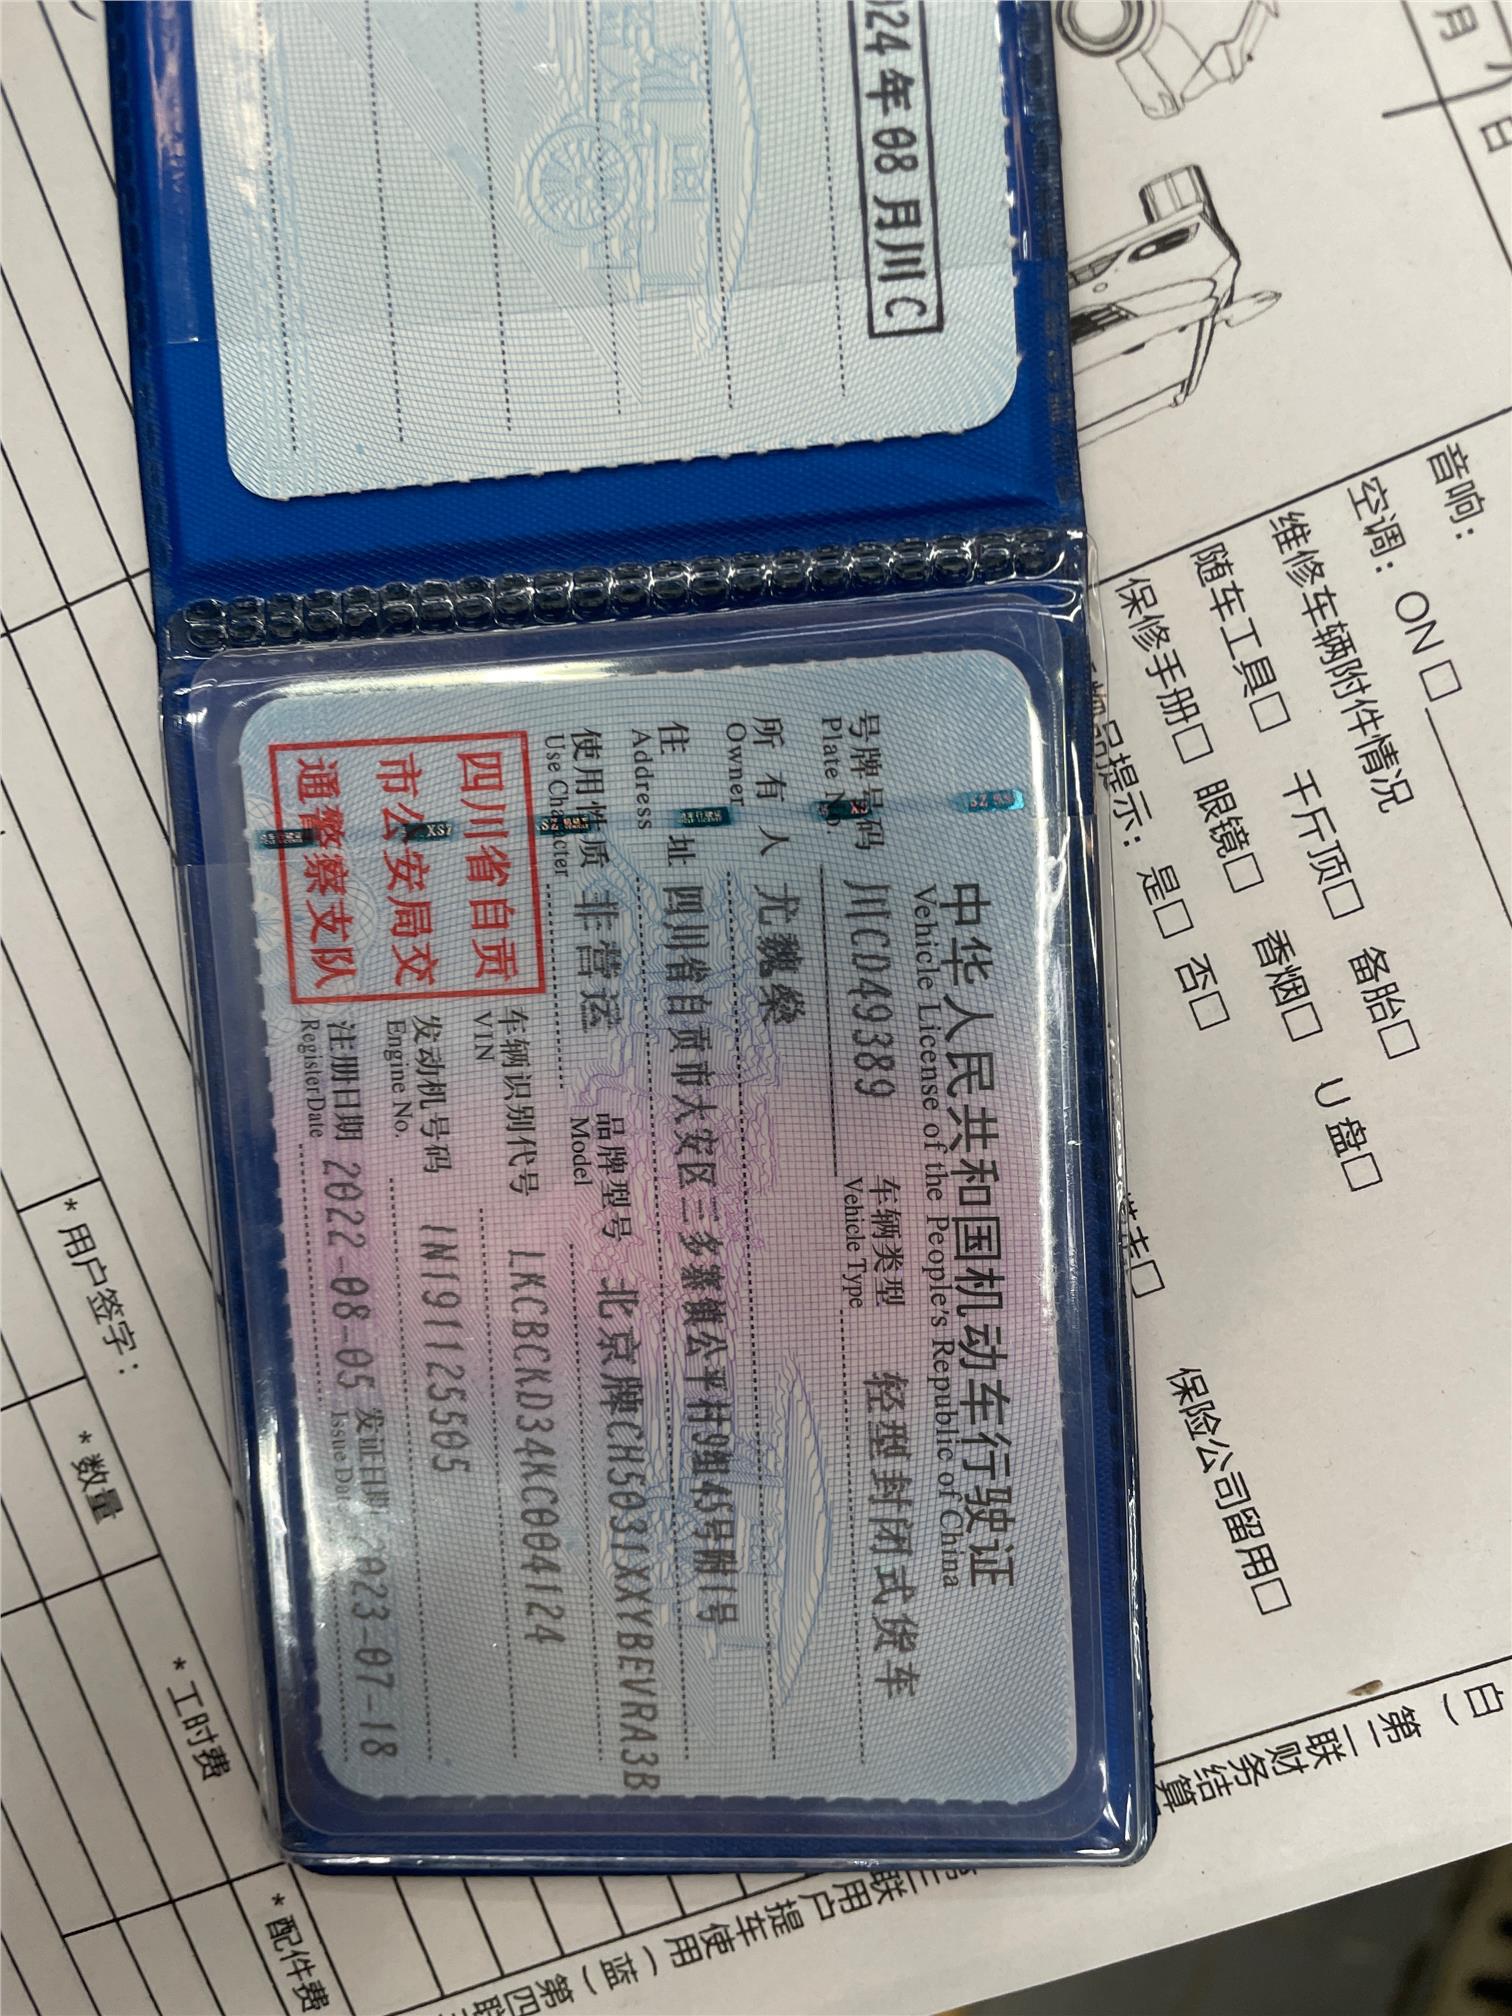 中华人民共和国机动车行驶证
Vehicle License of the People's Republic of China
号牌号码 川CD49389 车辆类型 轻型封闭式货车
Plate No. Vehicle Type
所有人 尤魏燊
Owner
住址 四川省自贡市大安区三多寨镇公平村9组45号附1号
Address
使用性质 非营运 品牌型号 北京牌CH5031XXYBEVRA3B
Use Character Model
四川省自贡
市公安局交
通警察支队
车辆识别代号 LKCBCKD34KC004124
VIN
发动机号码 1N191125505
Engine No.
注册日期 2022-08-05 发证日期 2023-07-18
Register Date Issue Date
024年08月川C
月
日
音响：
空调：ON□
维修车辆附件情况
随车工具□ 千斤顶□ 备胎□
保修手册□ 眼镜□ 香烟□ U盘□
品提示：是□ 否□
保险公司留用□
白）第二联财务结算
三联用户提车使用（蓝）第四联
*用户签字：
*数量
*工时费
*配件费